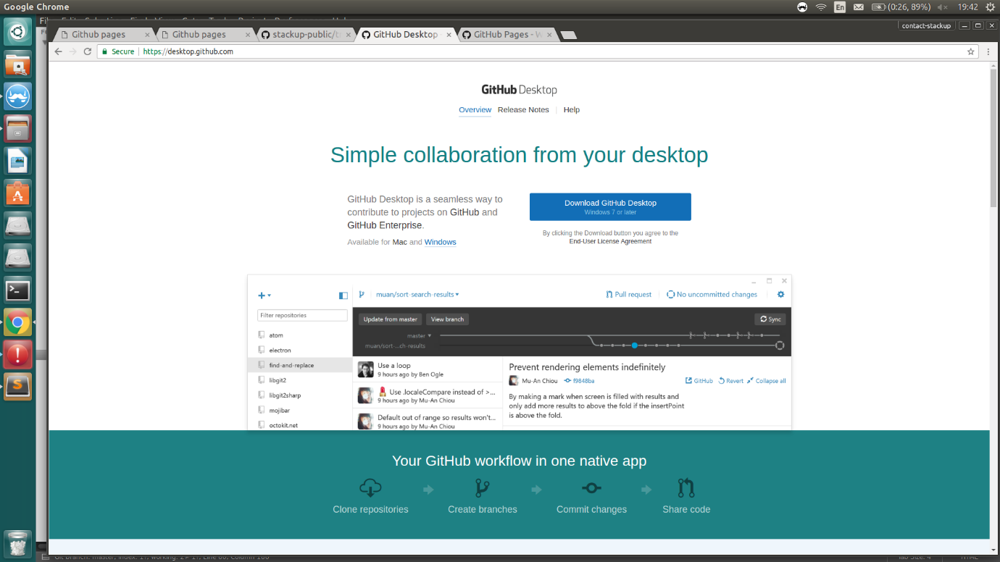 Google Chrome
En
(0:26, 89%)
19:42
contact-stackup
Github pages
Github pages
stackup-public/t
GitHub Desktop -
GitHub Pages - W
Secure
https://desktop.github.com
GitHub Desktop
Overview Release Notes Help
Simple collaboration from your desktop
GitHub Desktop is a seamless way to
contribute to projects on GitHub and
GitHub Enterprise.
Available for Mac and Windows
Download GitHub Desktop
Windows 7 or later
By clicking the Download button you agree to the
End-User License Agreement
muan/sort-search-results
Pull request
No uncommitted changes
Filter repositories
Update from master
View branch
Sync
master
muan/sort-...ch-results
atom
electron
find-and-replace
libgit2
libgit2sharp
mojibar
octokit.net
Use a loop
9 hours ago by Ben Ogle
Use .localeCompare instead of >...
9 hours ago by Mu-An Chiou
Default out of range so results won't...
9 hours ago by Mu-An Chiou
Prevent rendering elements indefinitely
Mu-An Chiou
f9848ba
GitHub
Revert
Collapse all
By making a mark when screen is filled with results and
only add more results to above the fold if the insertPoint
is above the fold.
Your GitHub workflow in one native app
Clone repositories
Create branches
Commit changes
Share code